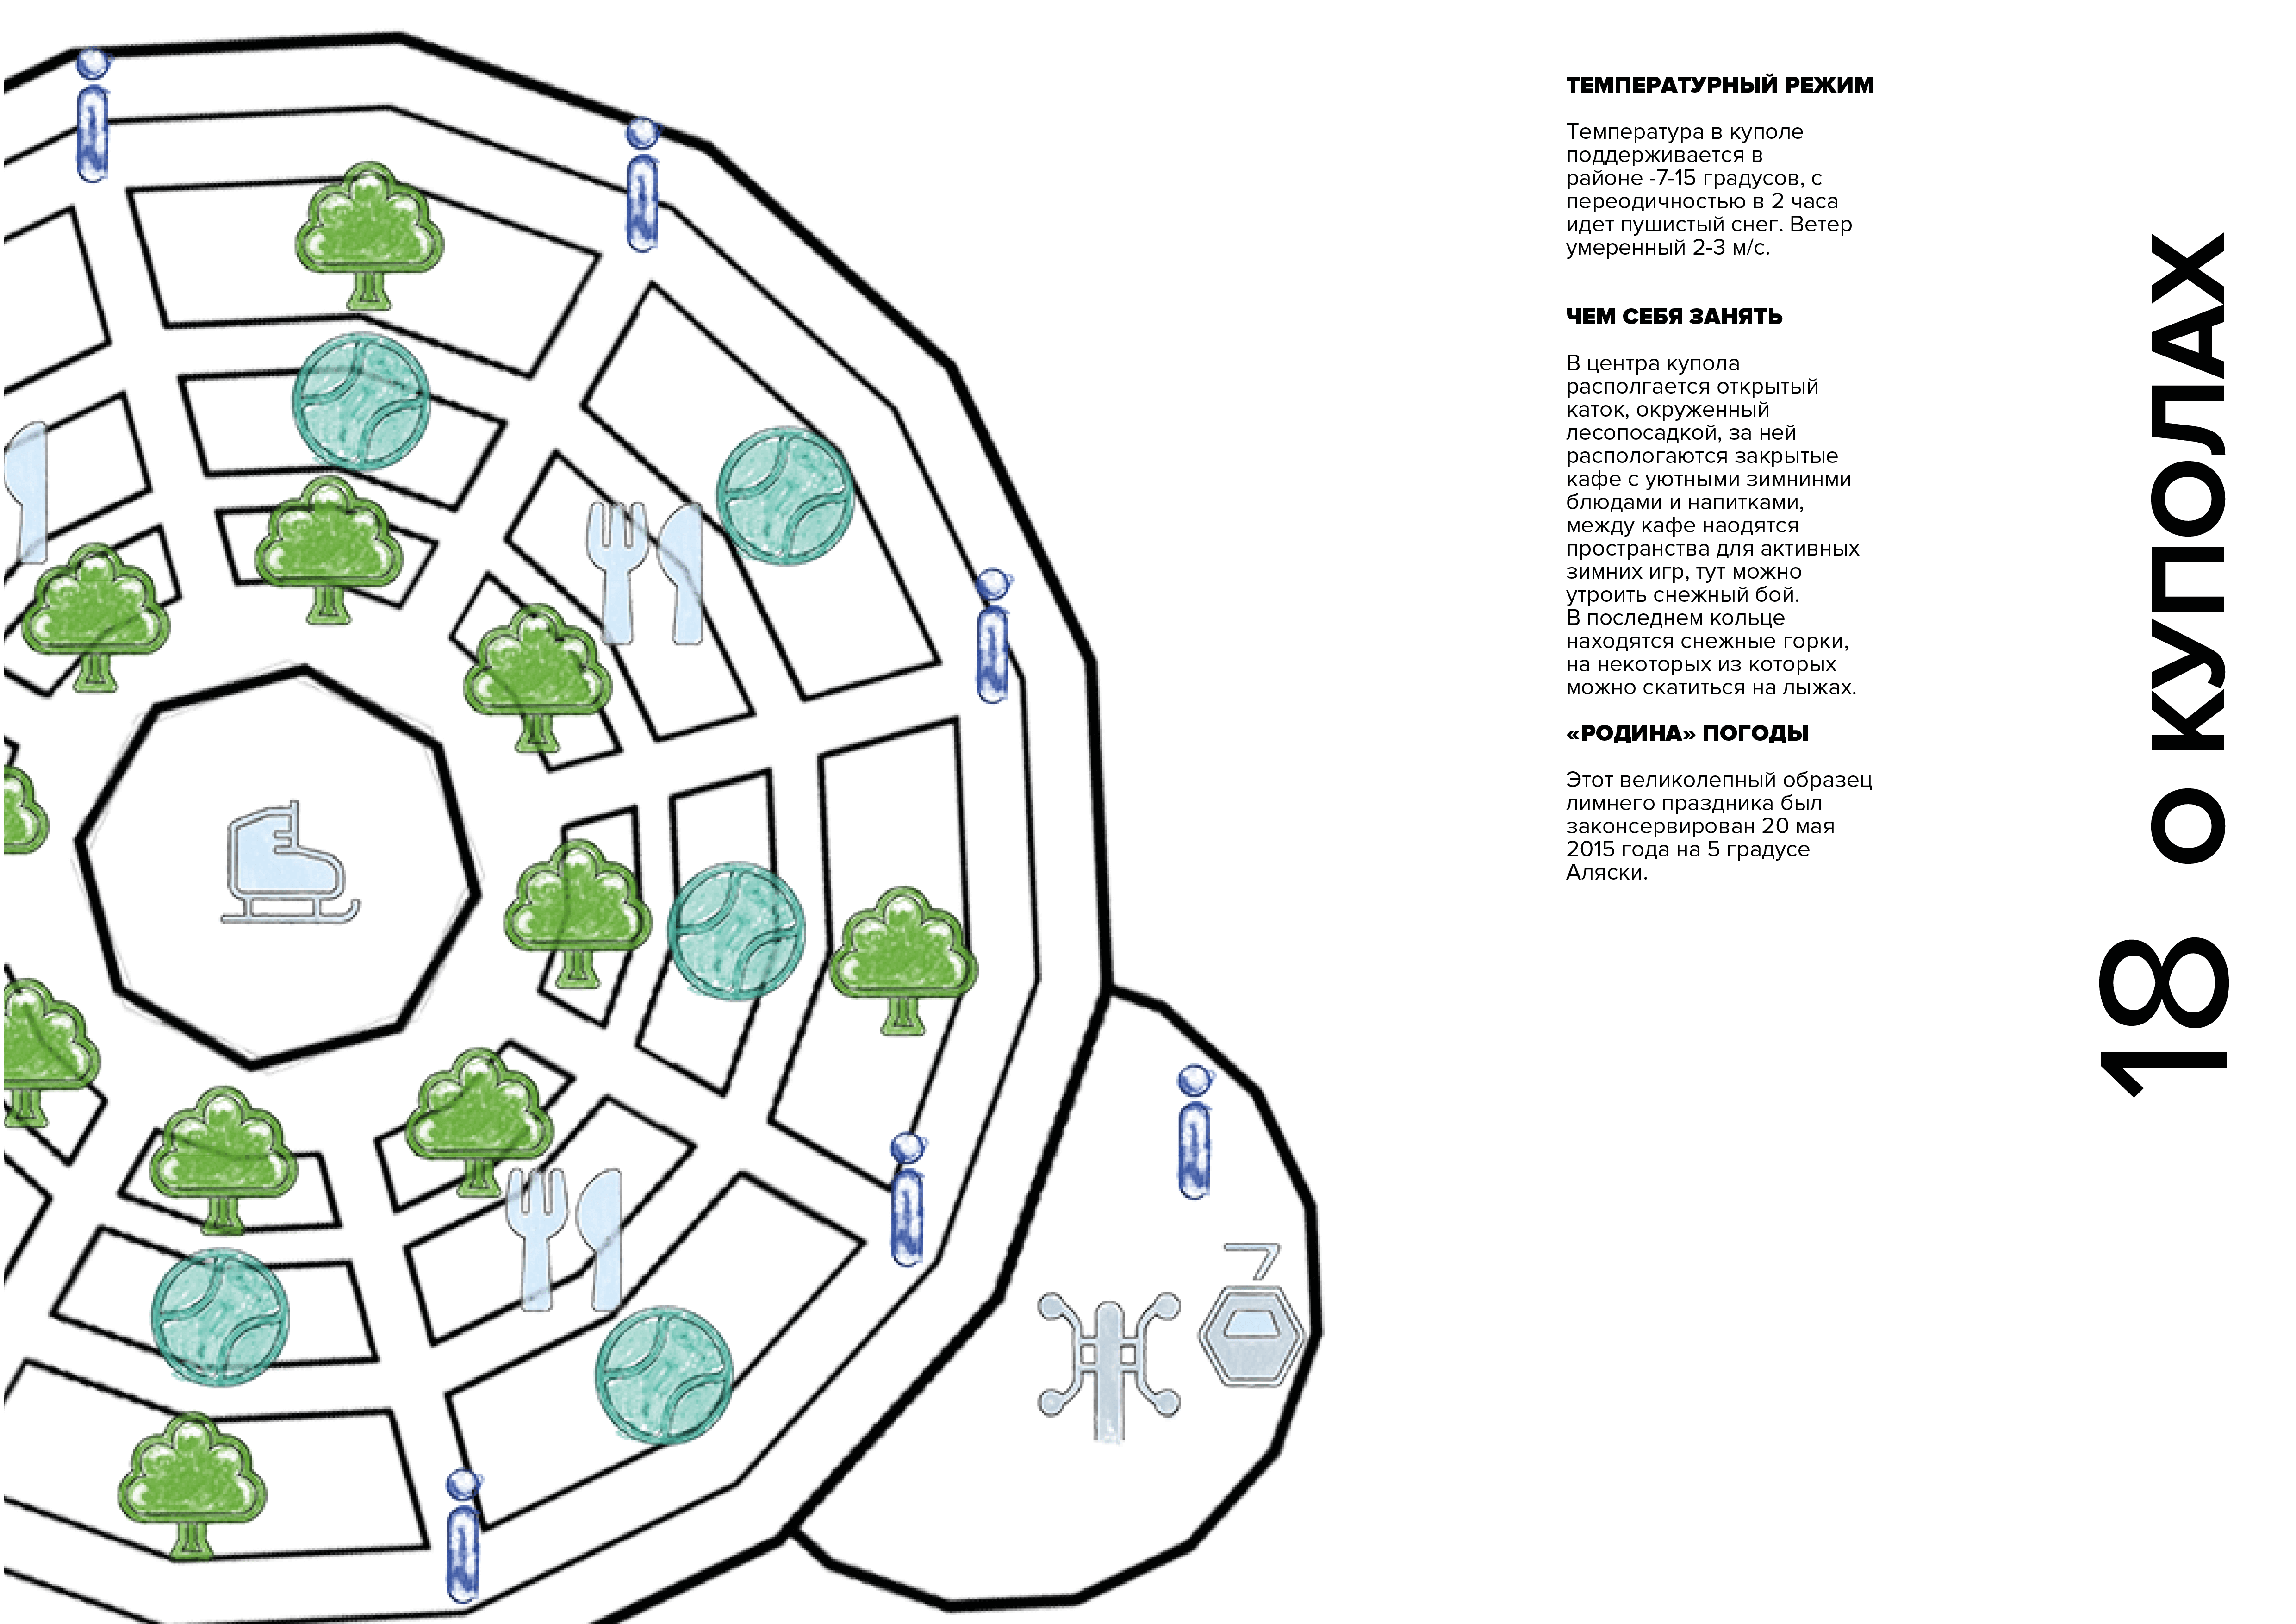 ТЕМПЕРАТУРНЫЙ РЕЖИМ
Температура в куполе
поддерживается в
районе -7-15 градусов, с
переодичностью в 2 часа
идет пушистый снег. Ветер
умеренный 2-3 м/с.
ЧЕМ СЕБЯ ЗАНЯТЬ
В центра купола
располгается открытый
каток, окруженный
лесопосадкой, за ней
распологаются закрытые
кафе с уютными зимнинми
блюдами и напитками,
между кафе наодятся
пространства для активных
зимних игр, тут можно
утроить снежный бой.
В последнем кольце
находятся снежные горки,
на некоторых из которых
можно скатиться на лыжах.
«РОДИНА» ПОГОДЫ
Этот великолепный образец
лимнего праздника был
законсервирован 20 мая
2015 года на 5 градусе
Аляски.
18 О КУПОЛАХ